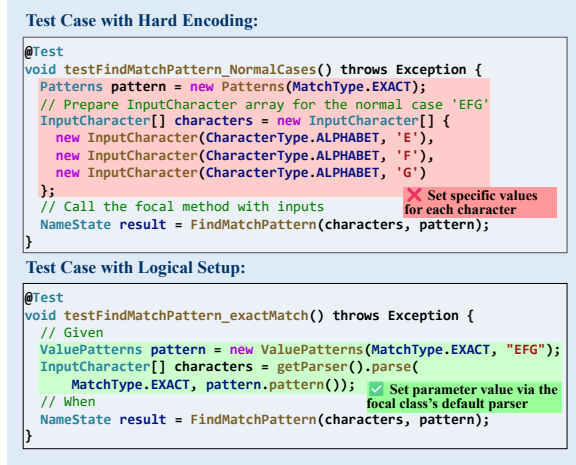 Test Case with Hard Encoding:
@Test
void testFindMatchPattern_NormalCases() throws Exception {
  Patterns pattern = new Patterns(MatchType.EXACT);
  // Prepare InputCharacter array for the normal case 'EFG'
  InputCharacter[] characters = new InputCharacter[] {
    new InputCharacter(CharacterType.ALPHABET, 'E'),
    new InputCharacter(CharacterType.ALPHABET, 'F'),
    new InputCharacter(CharacterType.ALPHABET, 'G')
  };
❌ Set specific values
for each character
  // Call the focal method with inputs
  NameState result = FindMatchPattern(characters, pattern);
}
Test Case with Logical Setup:
@Test
void testFindMatchPattern_exactMatch() throws Exception {
  // Given
  ValuePatterns pattern = new ValuePatterns(MatchType.EXACT, "EFG");
  InputCharacter[] characters = getParser().parse(
      MatchType.EXACT, pattern.pattern());
✅ Set parameter value via the
focal class's default parser
  // When
  NameState result = FindMatchPattern(characters, pattern);
}